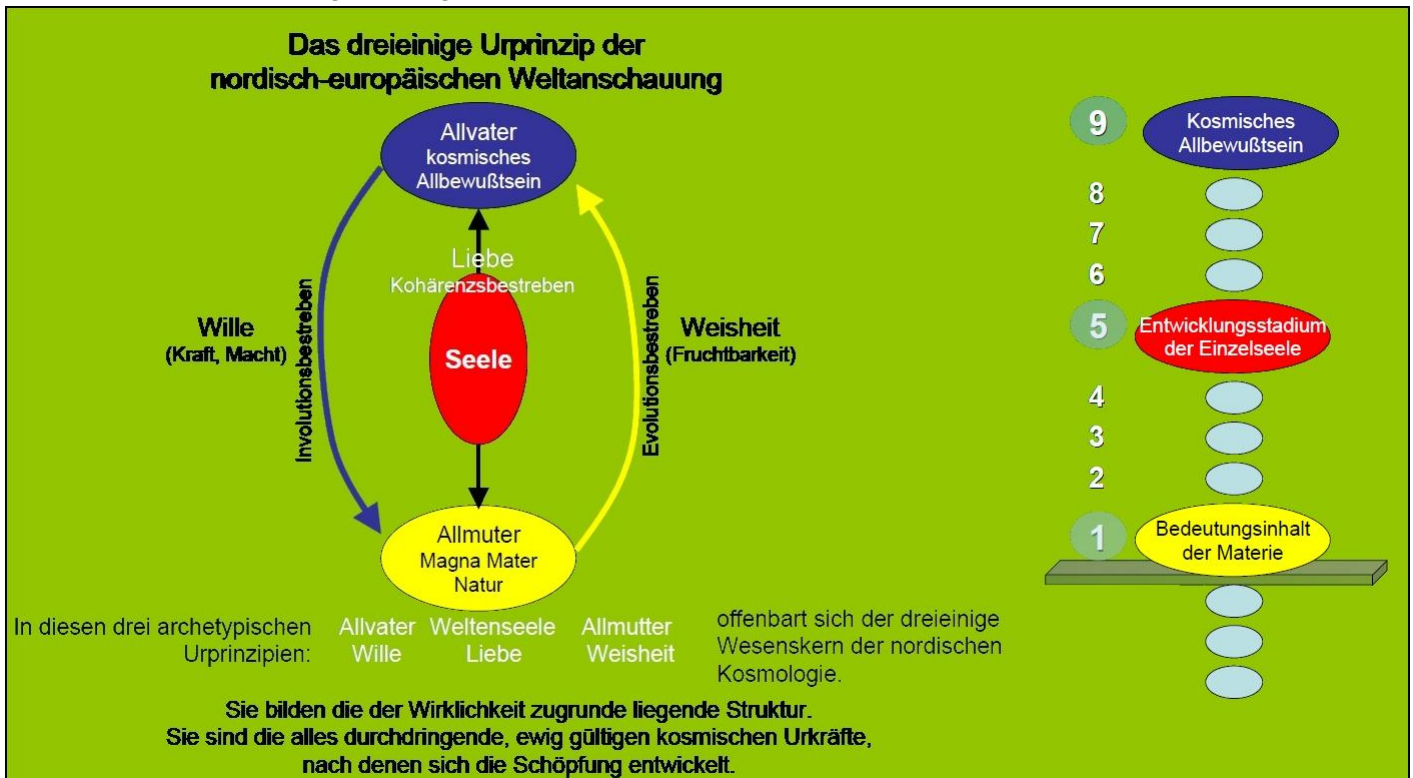 Das dreieinige Urprinzip der
nordisch-europäischen Weltanschauung
Allvater
kosmisches
Allbewußtsein
Liebe
Kohärenzsbestreben
Wille
(Kraft, Macht)
Involutionsbestreben
Seele
Evolutionsbestreben
Weisheit
(Fruchtbarkeit)
Allmuter
Magna Mater
Natur
In diesen drei archetypischen
Urprinzipien:
Allvater Weltenseele Allmutter
Wille Liebe Weisheit
offenbart sich der dreieinige
Wesenskern der nordischen
Kosmologie.
Sie bilden die der Wirklichkeit zugrunde liegende Struktur.
Sie sind die alles durchdringende, ewig gültigen kosmischen Urkräfte,
nach denen sich die Schöpfung entwickelt.
9 Kosmisches
Allbewußtsein
8
7
6
5 Entwicklungsstadium
der Einzelseele
4
3
2
1 Bedeutungsinhalt
der Materie